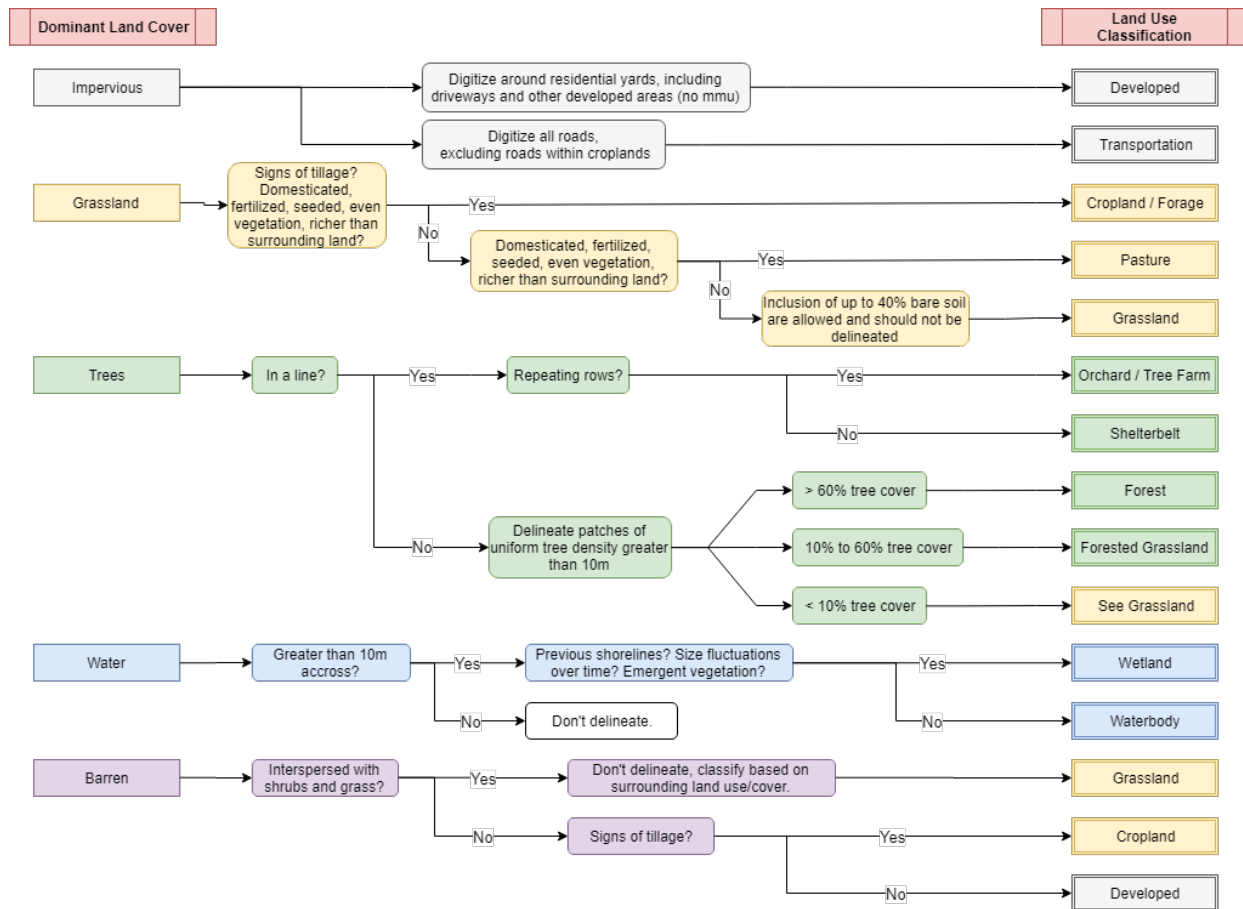 Dominant Land Cover
Land Use
Classification
Impervious
Digitize around residential yards, including
driveways and other developed areas (no mmu)
Developed
Digitize all roads,
excluding roads within croplands
Transportation
Grassland
Signs of tillage?
Domesticated,
fertilized, seeded, even
vegetation, richer than
surrounding land?
Yes
Cropland / Forage
No
Domesticated, fertilized,
seeded, even vegetation,
richer than surrounding land?
Yes
Pasture
No
Inclusion of up to 40% bare soil
are allowed and should not be
delineated
Grassland
Trees
In a line?
Yes
Repeating rows?
Yes
Orchard / Tree Farm
No
Shelterbelt
No
Delineate patches of
uniform tree density greater
than 10m
> 60% tree cover
Forest
10% to 60% tree cover
Forested Grassland
< 10% tree cover
See Grassland
Water
Greater than 10m
accross?
Yes
Previous shorelines? Size fluctuations
over time? Emergent vegetation?
Yes
Wetland
No
Don't delineate.
No
Waterbody
Barren
Interspersed with
shrubs and grass?
Yes
Don't delineate, classify based on
surrounding land use/cover.
Grassland
No
Signs of tillage?
Yes
Cropland
No
Developed